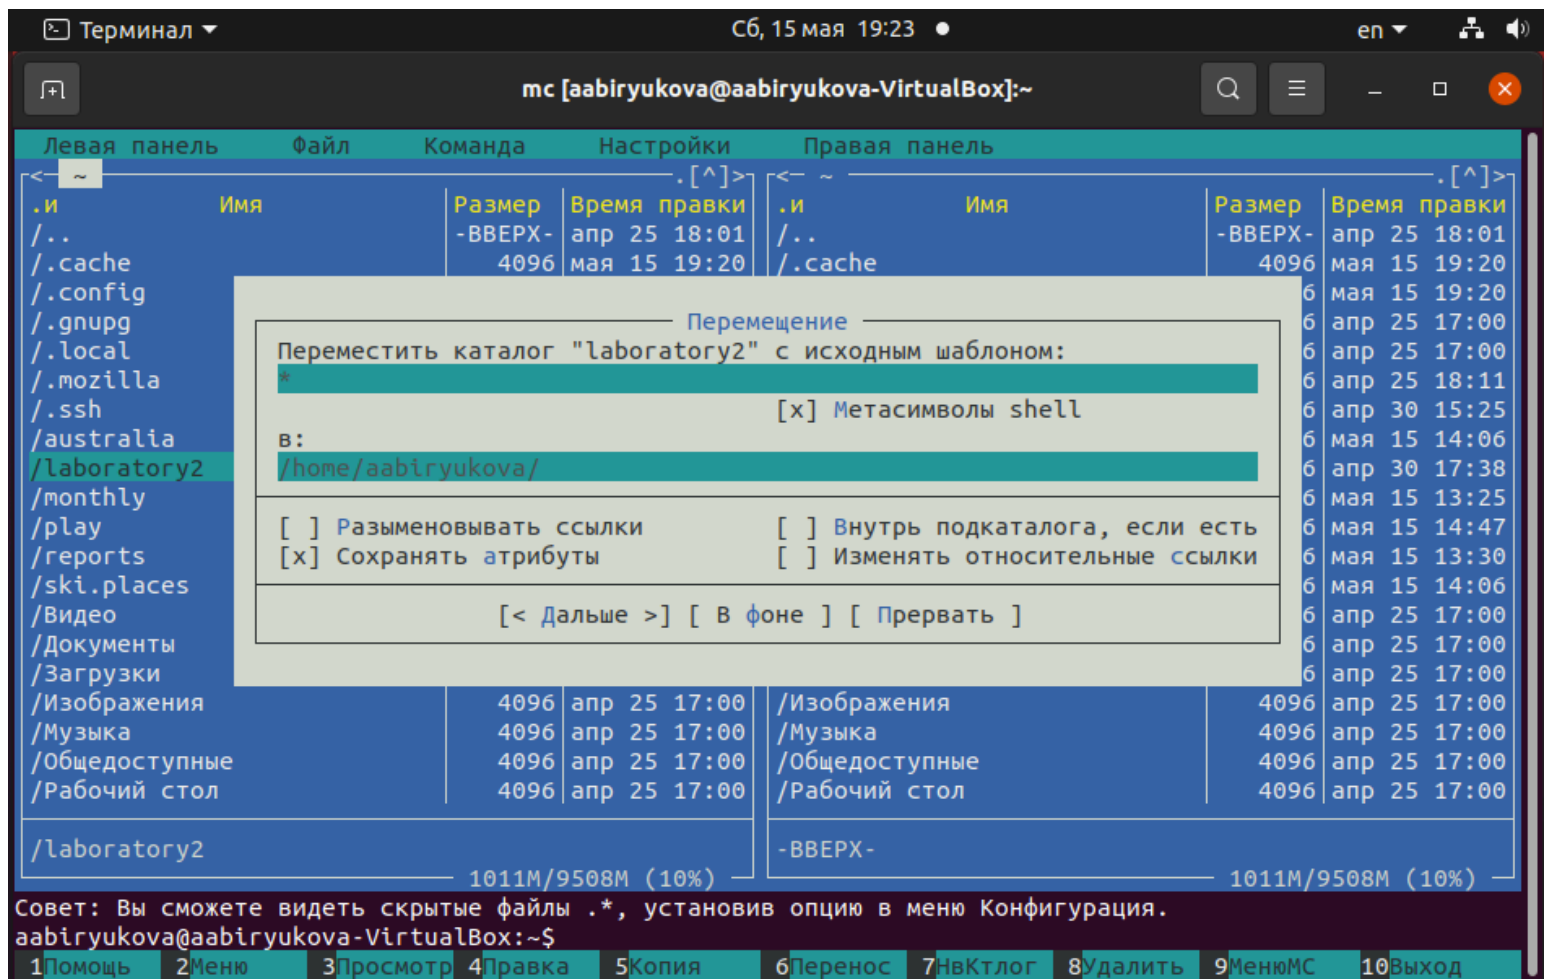 Терминал Сб, 15 мая 19:23 en
mc [aabiryukova@aabiryukova-VirtualBox]:~
Левая панель Файл Команда Настройки Правая панель
<─ ~ .[^]> <─ ~ .[^]>
.и Имя Размер Время правки .и Имя Размер Время правки
/.. -ВВЕРХ- апр 25 18:01 /.. -ВВЕРХ- апр 25 18:01
/.cache 4096 мая 15 19:20 /.cache 4096 мая 15 19:20
/.config 6 мая 15 19:20
/.gnupg Перемещение 6 апр 25 17:00
/.local Переместить каталог "laboratory2" с исходным шаблоном: 6 апр 25 17:00
/.mozilla * 6 апр 25 18:11
/.ssh [x] Метасимволы shell 6 апр 30 15:25
/australia в: 6 мая 15 14:06
/laboratory2 /home/aabiryukova/ 6 апр 30 17:38
/monthly 6 мая 15 13:25
/play [ ] Разыменовывать ссылки [ ] Внутрь подкаталога, если есть 6 мая 15 14:47
/reports [x] Сохранять атрибуты [ ] Изменять относительные ссылки 6 мая 15 13:30
/ski.places 6 мая 15 14:06
/Видео [< Дальше >] [ В фоне ] [ Прервать ] 6 апр 25 17:00
/Документы 6 апр 25 17:00
/Загрузки 6 апр 25 17:00
/Изображения 4096 апр 25 17:00 /Изображения 4096 апр 25 17:00
/Музыка 4096 апр 25 17:00 /Музыка 4096 апр 25 17:00
/Общедоступные 4096 апр 25 17:00 /Общедоступные 4096 апр 25 17:00
/Рабочий стол 4096 апр 25 17:00 /Рабочий стол 4096 апр 25 17:00
/laboratory2 -ВВЕРХ-
1011M/9508M (10%) 1011M/9508M (10%)
Совет: Вы сможете видеть скрытые файлы .*, установив опцию в меню Конфигурация.
aabiryukova@aabiryukova-VirtualBox:~$
1Помощь 2Меню 3Просмотр 4Правка 5Копия 6Перенос 7НвКтлог 8Удалить 9МенюMC 10Выход